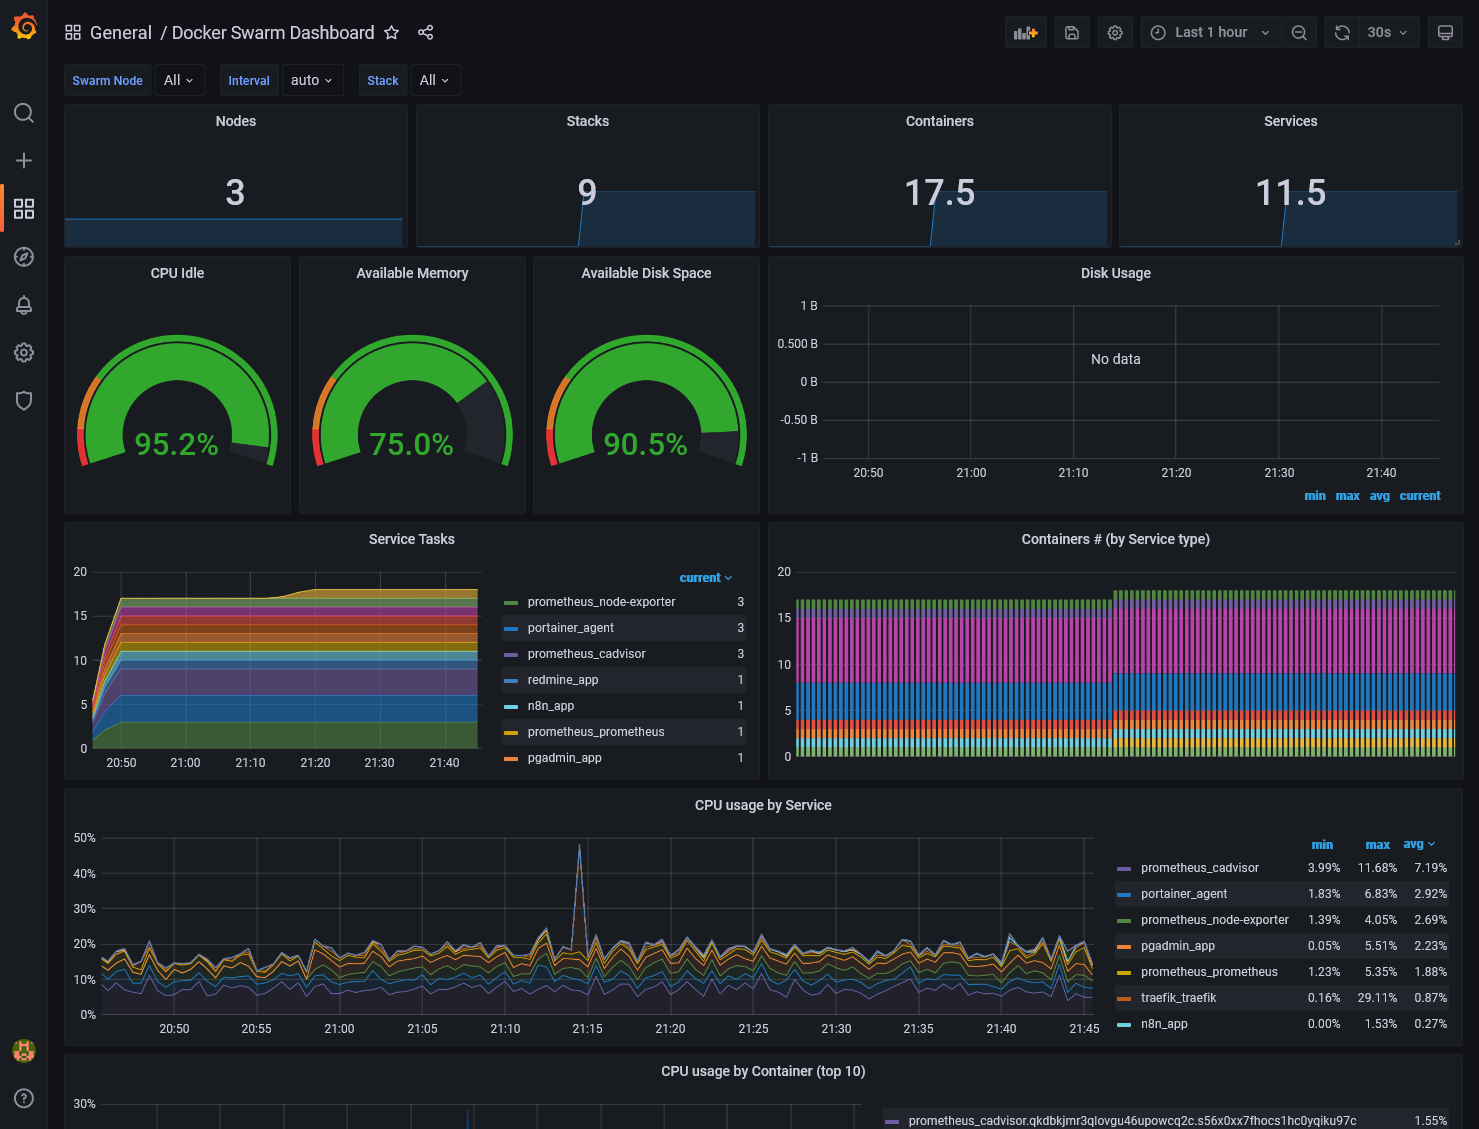 General / Docker Swarm Dashboard
Last 1 hour
30s
Swarm Node All Interval auto Stack All
Nodes
3
Stacks
9
Containers
17.5
Services
11.5
CPU Idle
95.2%
Available Memory
75.0%
Available Disk Space
90.5%
Disk Usage
1 B
0.500 B
0 B
-0.50 B
-1 B
No data
20:50 21:00 21:10 21:20 21:30 21:40
min max avg current
Service Tasks
20
15
10
5
0
20:50 21:00 21:10 21:20 21:30 21:40
current
prometheus_node-exporter 3
portainer_agent 3
prometheus_cadvisor 3
redmine_app 1
n8n_app 1
prometheus_prometheus 1
pgadmin_app 1
Containers # (by Service type)
20
15
10
5
0
CPU usage by Service
50%
40%
30%
20%
10%
0%
20:50 20:55 21:00 21:05 21:10 21:15 21:20 21:25 21:30 21:35 21:40 21:45
min max avg
prometheus_cadvisor 3.99% 11.68% 7.19%
portainer_agent 1.83% 6.83% 2.92%
prometheus_node-exporter 1.39% 4.05% 2.69%
pgadmin_app 0.05% 5.51% 2.23%
prometheus_prometheus 1.23% 5.35% 1.88%
traefik_traefik 0.16% 29.11% 0.87%
n8n_app 0.00% 1.53% 0.27%
CPU usage by Container (top 10)
30%
prometheus_cadvisor.qkdbkjmr3qlovgu46upowcq2c.s56x0xx7fhocs1hc0yqiku97c 1.55%